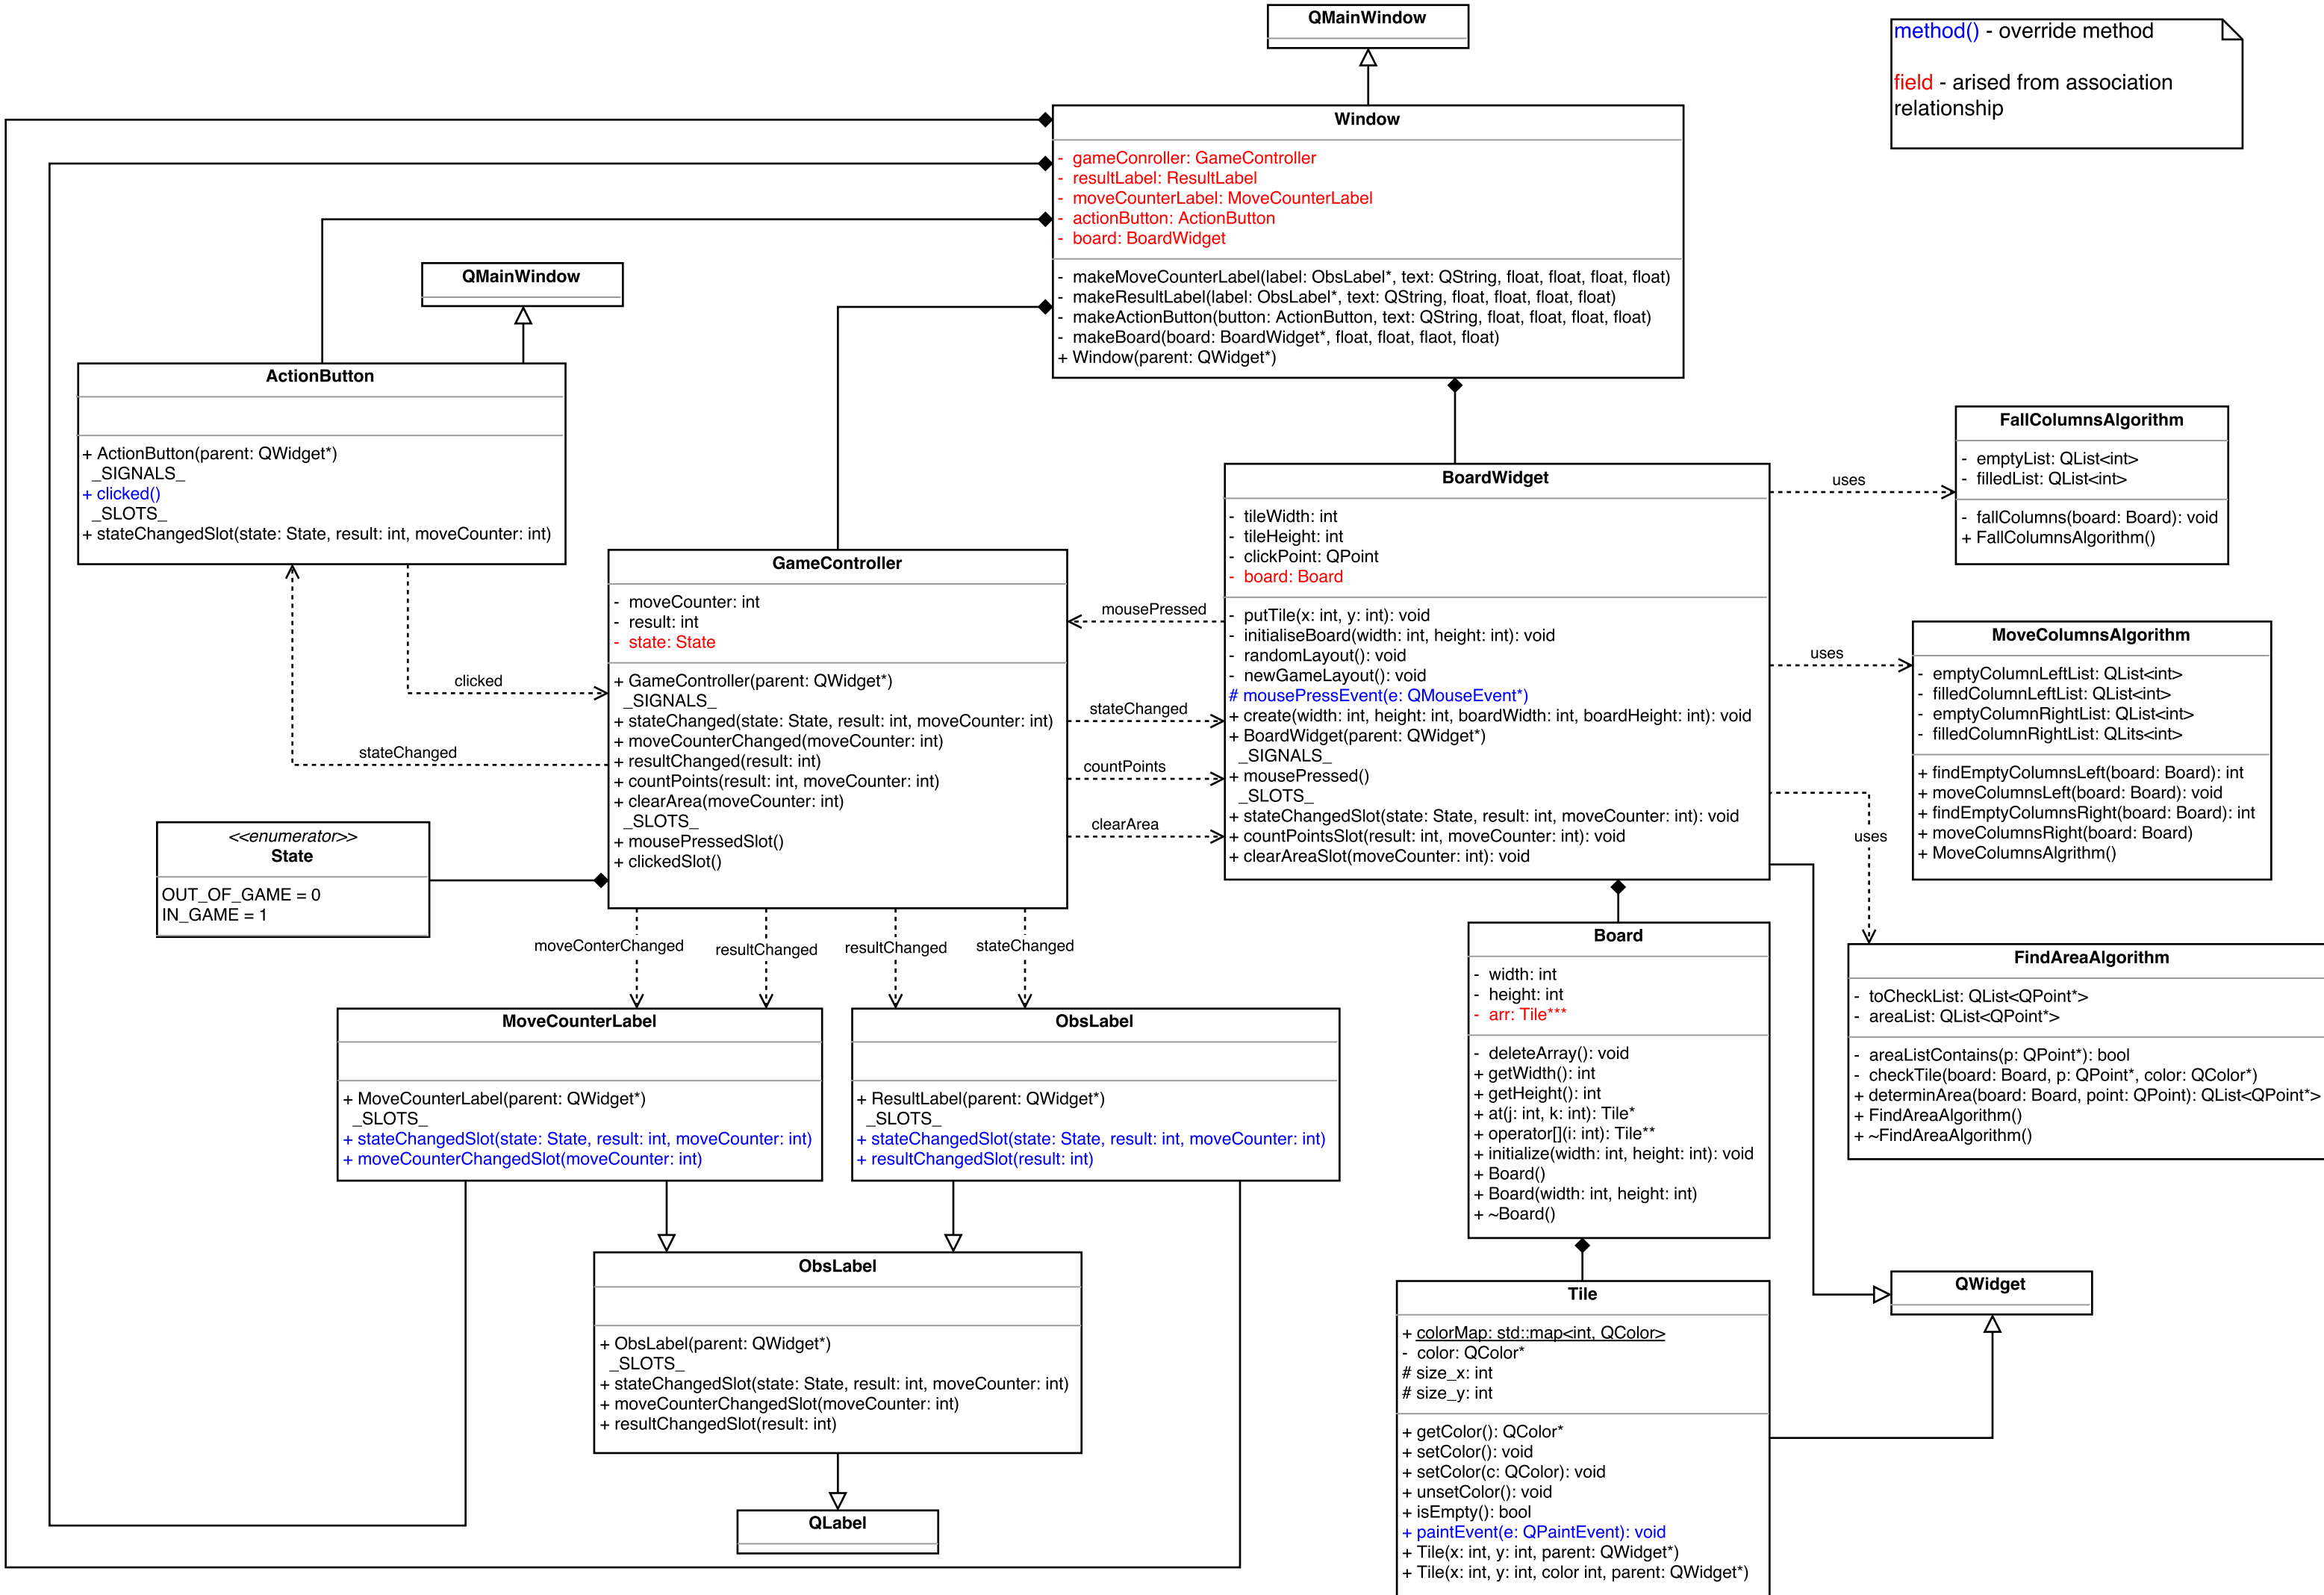 QMainWindow
method() - override method
field - arised from association
relationship
Window
- gameConroller: GameController
- resultLabel: ResultLabel
- moveCounterLabel: MoveCounterLabel
- actionButton: ActionButton
- board: BoardWidget
- makeMoveCounterLabel(label: ObsLabel*, text: QString, float, float, float, float)
- makeResultLabel(label: ObsLabel*, text: QString, float, float, float, float)
- makeActionButton(button: ActionButton, text: QString, float, float, float, float)
- makeBoard(board: BoardWidget*, float, float, flaot, float)
+ Window(parent: QWidget*)
QMainWindow
ActionButton
+ ActionButton(parent: QWidget*)
_SIGNALS_
+ clicked()
_SLOTS_
+ stateChangedSlot(state: State, result: int, moveCounter: int)
FallColumnsAlgorithm
- emptyList: QList<int>
- filledList: QList<int>
- fallColumns(board: Board): void
+ FallColumnsAlgorithm()
BoardWidget
- tileWidth: int
- tileHeight: int
- clickPoint: QPoint
- board: Board
- putTile(x: int, y: int): void
- initialiseBoard(width: int, height: int): void
- randomLayout(): void
- newGameLayout(): void
# mousePressEvent(e: QMouseEvent*)
+ create(width: int, height: int, boardWidth: int, boardHeight: int): void
+ BoardWidget(parent: QWidget*)
_SIGNALS_
+ mousePressed()
_SLOTS_
+ stateChangedSlot(state: State, result: int, moveCounter: int): void
+ countPointsSlot(result: int, moveCounter: int): void
+ clearAreaSlot(moveCounter: int): void
uses
uses
uses
GameController
- moveCounter: int
- result: int
- state: State
+ GameController(parent: QWidget*)
_SIGNALS_
+ stateChanged(state: State, result: int, moveCounter: int)
+ moveCounterChanged(moveCounter: int)
+ resultChanged(result: int)
+ countPoints(result: int, moveCounter: int)
+ clearArea(moveCounter: int)
_SLOTS_
+ mousePressedSlot()
+ clickedSlot()
mousePressed
stateChanged
countPoints
clearArea
clicked
stateChanged
MoveColumnsAlgorithm
- emptyColumnLeftList: QList<int>
- filledColumnLeftList: QList<int>
- emptyColumnRightList: QList<int>
- filledColumnRightList: QLits<int>
+ findEmptyColumnsLeft(board: Board): int
+ moveColumnsLeft(board: Board): void
+ findEmptyColumnsRight(board: Board): int
+ moveColumnsRight(board: Board)
+ MoveColumnsAlgrithm()
<<enumerator>>
State
OUT_OF_GAME = 0
IN_GAME = 1
moveConterChanged
resultChanged
resultChanged
stateChanged
Board
- width: int
- height: int
- arr: Tile***
- deleteArray(): void
+ getWidth(): int
+ getHeight(): int
+ at(j: int, k: int): Tile*
+ operator[](i: int): Tile**
+ initialize(width: int, height: int): void
+ Board()
+ Board(width: int, height: int)
+ ~Board()
FindAreaAlgorithm
- toCheckList: QList<QPoint*>
- areaList: QList<QPoint*>
- areaListContains(p: QPoint*): bool
- checkTile(board: Board, p: QPoint*, color: QColor*)
+ determinArea(board: Board, point: QPoint): QList<QPoint*>
+ FindAreaAlgorithm()
+ ~FindAreaAlgorithm()
MoveCounterLabel
+ MoveCounterLabel(parent: QWidget*)
_SLOTS_
+ stateChangedSlot(state: State, result: int, moveCounter: int)
+ moveCounterChangedSlot(moveCounter: int)
ObsLabel
+ ResultLabel(parent: QWidget*)
_SLOTS_
+ stateChangedSlot(state: State, result: int, moveCounter: int)
+ resultChangedSlot(result: int)
ObsLabel
+ ObsLabel(parent: QWidget*)
_SLOTS_
+ stateChangedSlot(state: State, result: int, moveCounter: int)
+ moveCounterChangedSlot(moveCounter: int)
+ resultChangedSlot(result: int)
QWidget
Tile
+ colorMap: std::map<int, QColor>
- color: QColor*
# size_x: int
# size_y: int
+ getColor(): QColor*
+ setColor(): void
+ setColor(c: QColor): void
+ unsetColor(): void
+ isEmpty(): bool
+ paintEvent(e: QPaintEvent): void
+ Tile(x: int, y: int, parent: QWidget*)
+ Tile(x: int, y: int, color int, parent: QWidget*)
QLabel